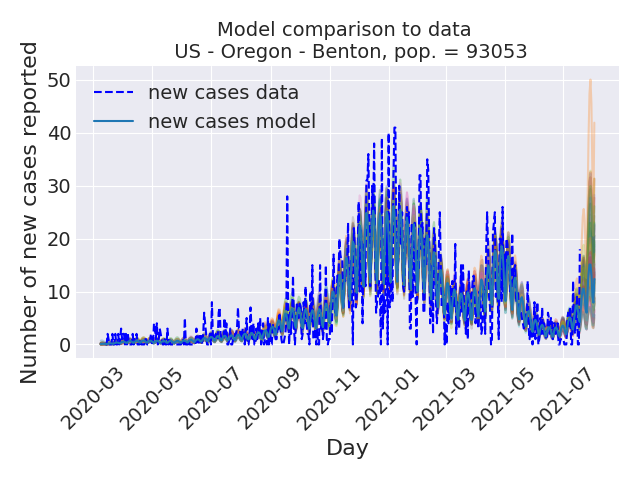 Model comparison to data
US - Oregon - Benton, pop. = 93053
Number of new cases reported
50
40
30
20
10
0
new cases data
new cases model
2020-03
2020-05
2020-07
2020-09
2020-11
2021-01
2021-03
2021-05
2021-07
Day